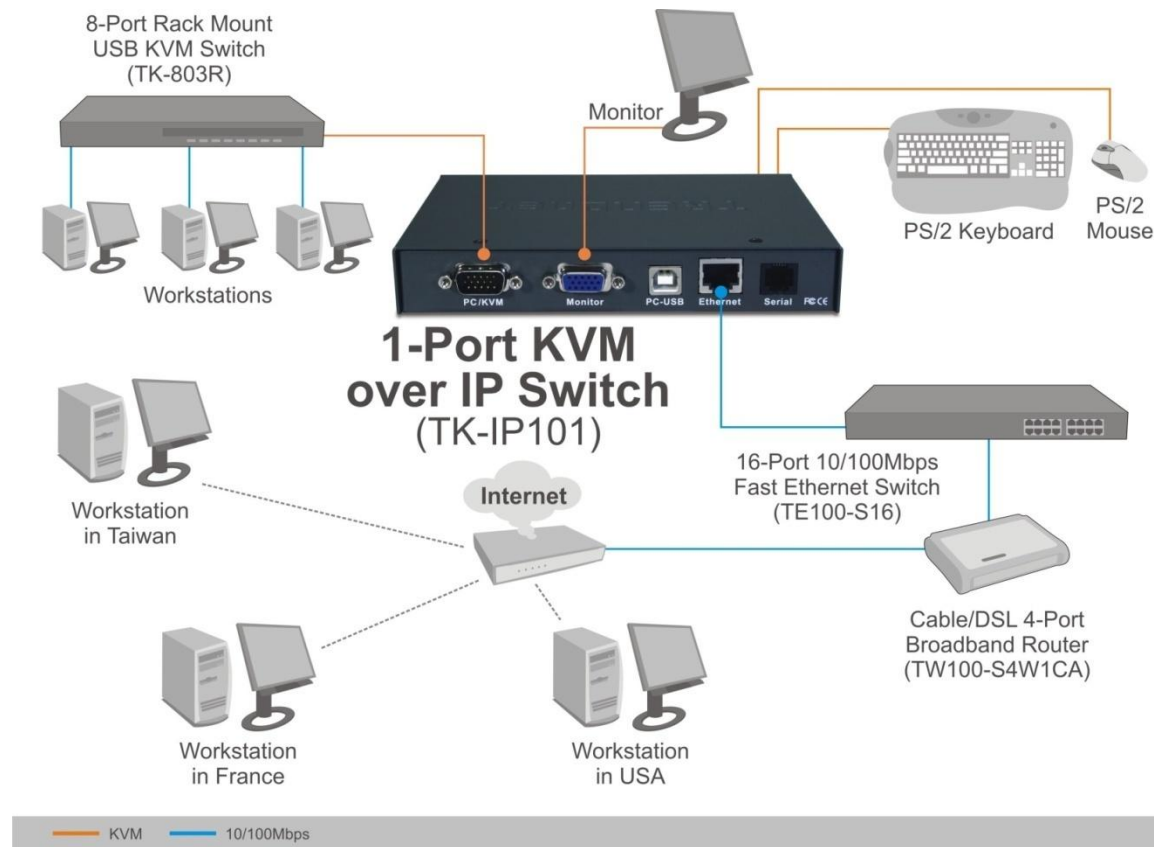 8-Port Rack Mount
USB KVM Switch
(TK-803R)
Monitor
PS/2 Keyboard
PS/2
Mouse
Workstations
PC/KVM
Monitor
PC-USB
Ethernet
Serial
FC CE
1-Port KVM
over IP Switch
(TK-IP101)
16-Port 10/100Mbps
Fast Ethernet Switch
(TE100-S16)
Internet
Workstation
in Taiwan
Cable/DSL 4-Port
Broadband Router
(TW100-S4W1CA)
Workstation
in France
Workstation
in USA
KVM
10/100Mbps